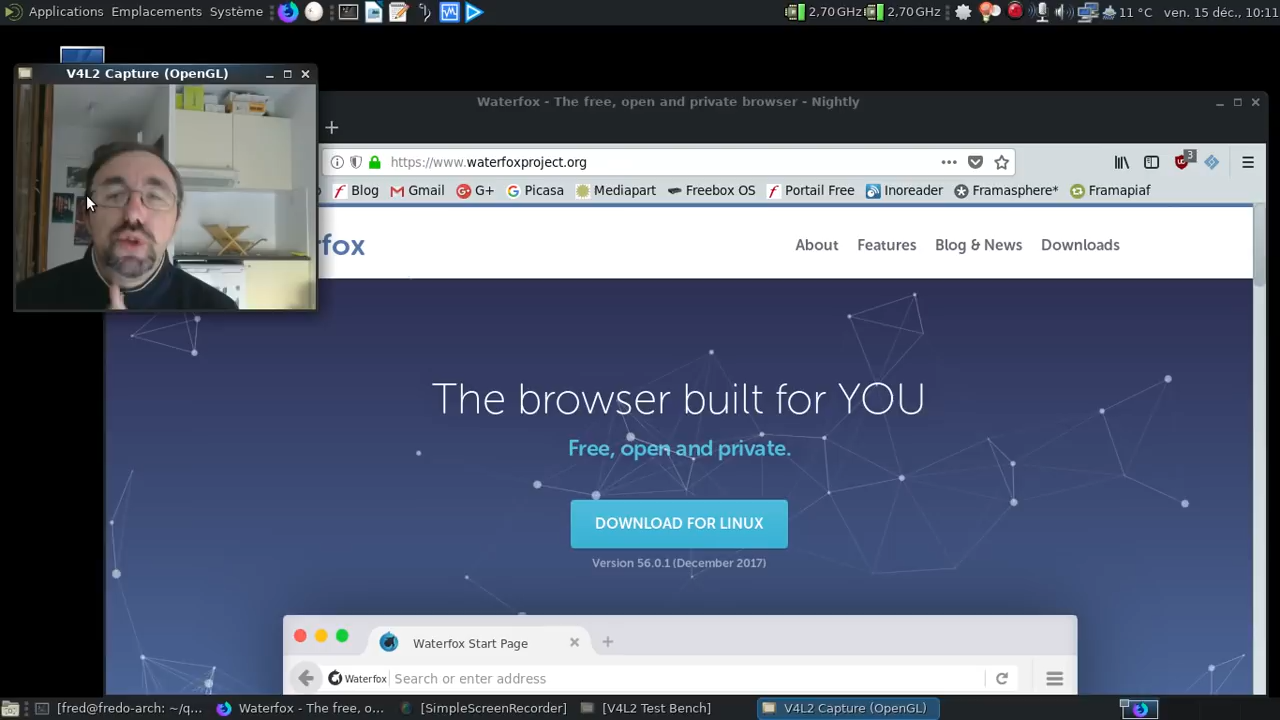 Applications Emplacements Système 2,70 GHz 2,70 GHz 11 °C ven. 15 déc., 10:11
V4L2 Capture (OpenGL)
Waterfox - The free, open and private browser - Nightly
https://www.waterfoxproject.org
3
Blog Gmail G+ Picasa Mediapart Freebox OS Portail Free Inoreader Framasphere* Framapiaf
rfox About Features Blog & News Downloads
The browser built for YOU
Free, open and private.
DOWNLOAD FOR LINUX
Version 56.0.1 (December 2017)
Waterfox Start Page
Waterfox Search or enter address
[fred@fredo-arch: ~/q... Waterfox - The free, o... [SimpleScreenRecorder] [V4L2 Test Bench] V4L2 Capture (OpenGL)